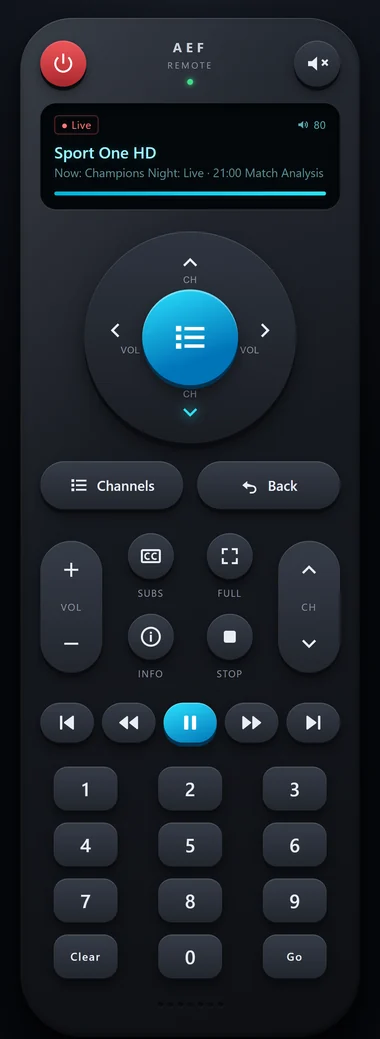 AEF
REMOTE
Live
80
Sport One HD
Now: Champions Night: Live · 21:00 Match Analysis
CH
VOL
VOL
CH
Channels
Back
CC
SUBS
FULL
VOL
CH
INFO
STOP
1
2
3
4
5
6
7
8
9
Clear
0
Go